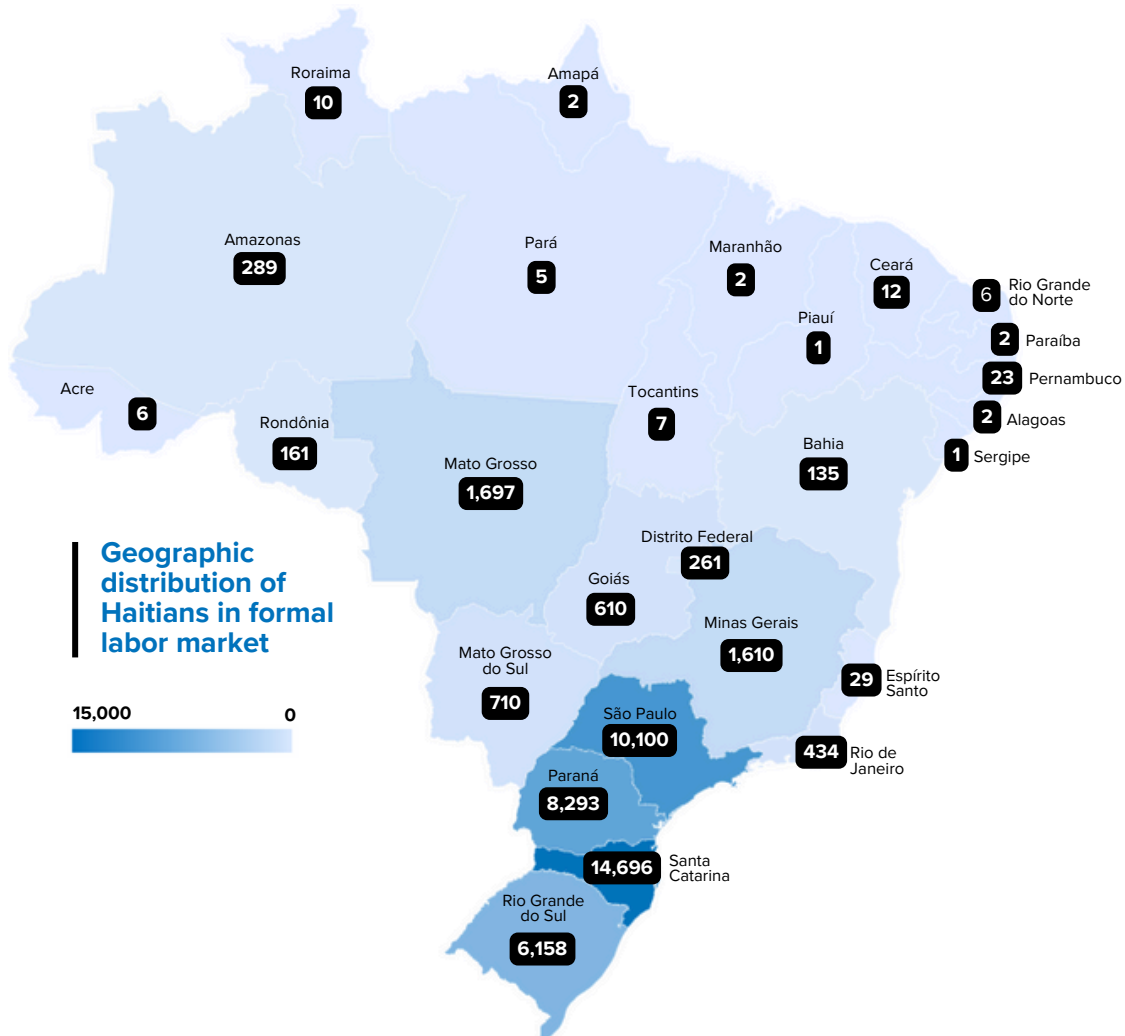 Roraima
10
Amapá
2
Amazonas
289
Pará
5
Maranhão
2
Ceará
12
Rio Grande
do Norte
6
Piauí
1
Paraíba
2
Pernambuco
23
Alagoas
2
Sergipe
1
Acre
6
Rondônia
161
Tocantins
7
Bahia
135
Mato Grosso
1,697
Geographic
distribution of
Haitians in formal
labor market
15,000
0
Distrito Federal
261
Goiás
610
Minas Gerais
1,610
Mato Grosso
do Sul
710
Espírito
Santo
29
São Paulo
10,100
Rio de
Janeiro
434
Paraná
8,293
Santa
Catarina
14,696
Rio Grande
do Sul
6,158